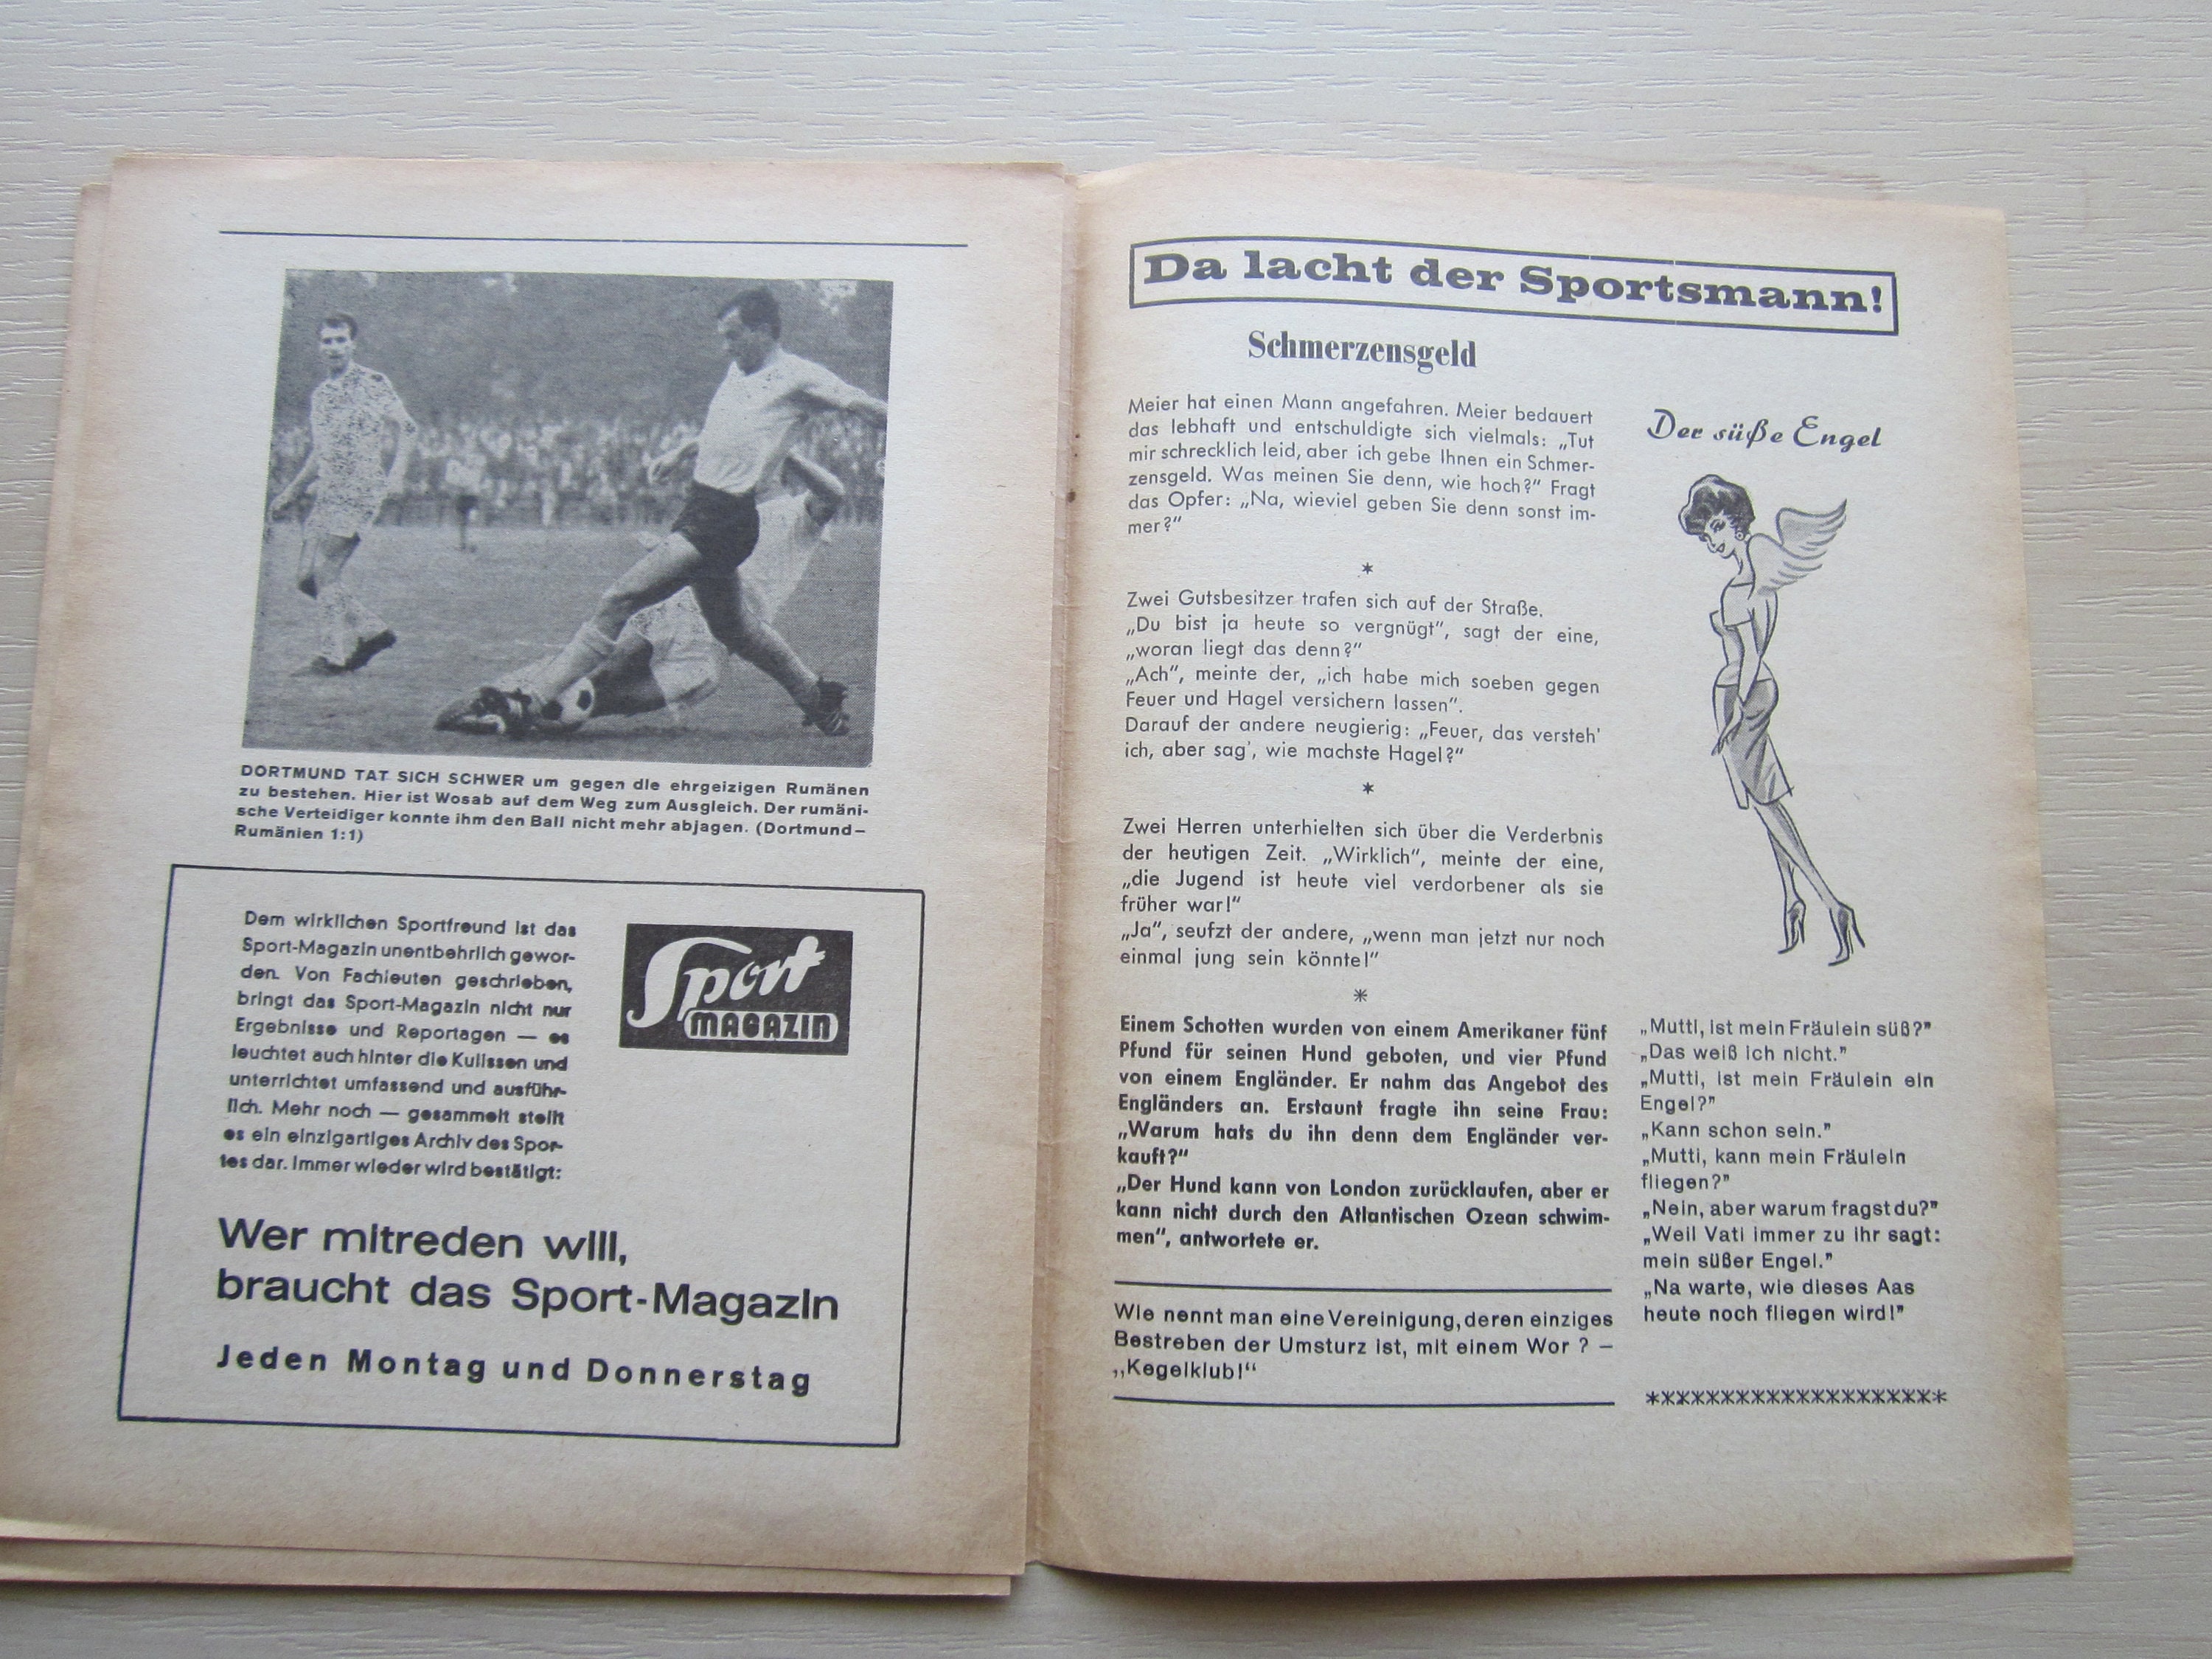 DORTMUND TAT SICH SCHWER um gegen die ehrgeizigen Rumänen
zu bestehen. Hier ist Wosab auf dem Weg zum Ausgleich. Der rumäni-
sche Verteidiger konnte ihm den Ball nicht mehr abjagen. (Dortmund–
Rumänien 1:1)
Dem wirklichen Sportfreund ist das
Sport-Magazin unentbehrlich gewor-
den. Von Fachleuten geschrieben,
bringt das Sport-Magazin nicht nur
Ergebnisse und Reportagen — es
leuchtet auch hinter die Kulissen und
unterrichtet umfassend und ausführ-
lich. Mehr noch — gesammelt stellt
es ein einzigartiges Archiv des Spor-
tes dar. Immer wieder wird bestätigt:
Sport
MAGAZIN
Wer mitreden will,
braucht das Sport-Magazin
Jeden Montag und Donnerstag
Da lacht der Sportsmann!
Schmerzensgeld
Meier hat einen Mann angefahren. Meier bedauert
das lebhaft und entschuldigte sich vielmals: „Tut
mir schrecklich leid, aber ich gebe Ihnen ein Schmer-
zensgeld. Was meinen Sie denn, wie hoch?" Fragt
das Opfer: „Na, wieviel geben Sie denn sonst im-
mer?"
*
Zwei Gutsbesitzer trafen sich auf der Straße.
„Du bist ja heute so vergnügt", sagt der eine,
„woran liegt das denn?"
„Ach", meinte der, „ich habe mich soeben gegen
Feuer und Hagel versichern lassen".
Darauf der andere neugierig: „Feuer, das versteh'
ich, aber sag', wie machste Hagel?"
*
Zwei Herren unterhielten sich über die Verderbnis
der heutigen Zeit. „Wirklich", meinte der eine,
„die Jugend ist heute viel verdorbener als sie
früher war!"
„Ja", seufzt der andere, „wenn man jetzt nur noch
einmal jung sein könnte!"
*
Einem Schotten wurden von einem Amerikaner fünf
Pfund für seinen Hund geboten, und vier Pfund
von einem Engländer. Er nahm das Angebot des
Engländers an. Erstaunt fragte ihn seine Frau:
„Warum hats du ihn denn dem Engländer ver-
kauft?"
„Der Hund kann von London zurücklaufen, aber er
kann nicht durch den Atlantischen Ozean schwim-
men", antwortete er.
Wie nennt man eine Vereinigung, deren einziges
Bestreben der Umsturz ist, mit einem Wor ? –
„Kegelklub!"
Der süße Engel
„Mutti, ist mein Fräulein süß?"
„Das weiß ich nicht."
„Mutti, ist mein Fräulein ein
Engel?"
„Kann schon sein."
„Mutti, kann mein Fräulein
fliegen?"
„Nein, aber warum fragst du?"
„Weil Vati immer zu ihr sagt:
mein süßer Engel."
„Na warte, wie dieses Aas
heute noch fliegen wird!"
********************